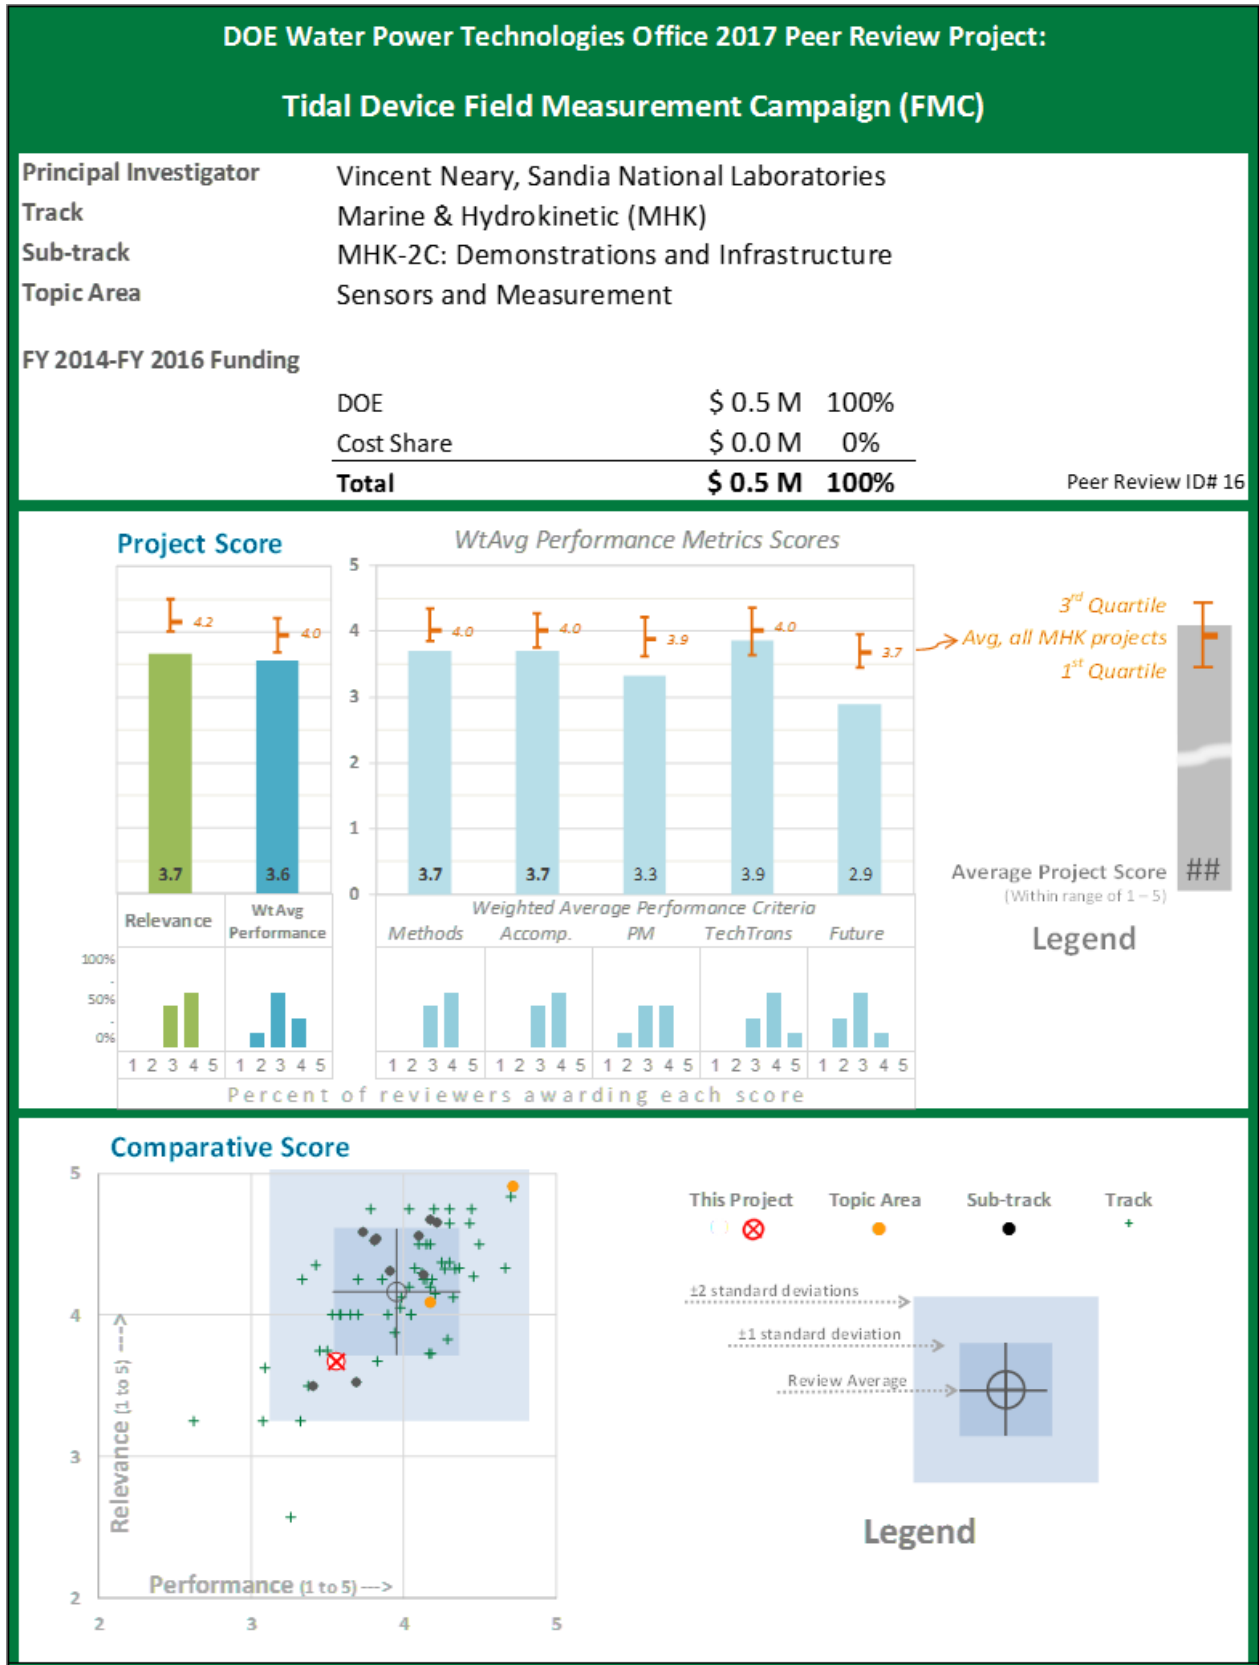 DOE Water Power Technologies Office 2017 Peer Review Project:
Tidal Device Field Measurement Campaign (FMC)
Principal Investigator Vincent Neary, Sandia National Laboratories
Track Marine & Hydrokinetic (MHK)
Sub-track MHK-2C: Demonstrations and Infrastructure
Topic Area Sensors and Measurement
FY 2014-FY 2016 Funding
DOE $ 0.5 M 100%
Cost Share $ 0.0 M 0%
Total $ 0.5 M 100%
Peer Review ID# 16
Project Score
WtAvg Performance Metrics Scores
5
4
3
2
1
0
4.2
4.0
4.0
4.0
3.9
4.0
3.7
3.7
3.6
3.7
3.7
3.3
3.9
2.9
3rd Quartile
Avg, all MHK projects
1st Quartile
Average Project Score ##
(Within range of 1 – 5)
Legend
Relevance
WtAvg
Performance
Weighted Average Performance Criteria
Methods Accomp. PM TechTrans Future
100%
-
50%
-
0%
1 2 3 4 5 1 2 3 4 5 1 2 3 4 5 1 2 3 4 5 1 2 3 4 5 1 2 3 4 5 1 2 3 4 5
Percent of reviewers awarding each score
Comparative Score
5
4
3
2
Relevance (1 to 5) --->
Performance (1 to 5) --->
2 3 4 5
This Project Topic Area Sub-track Track
±2 standard deviations
±1 standard deviation
Review Average
Legend